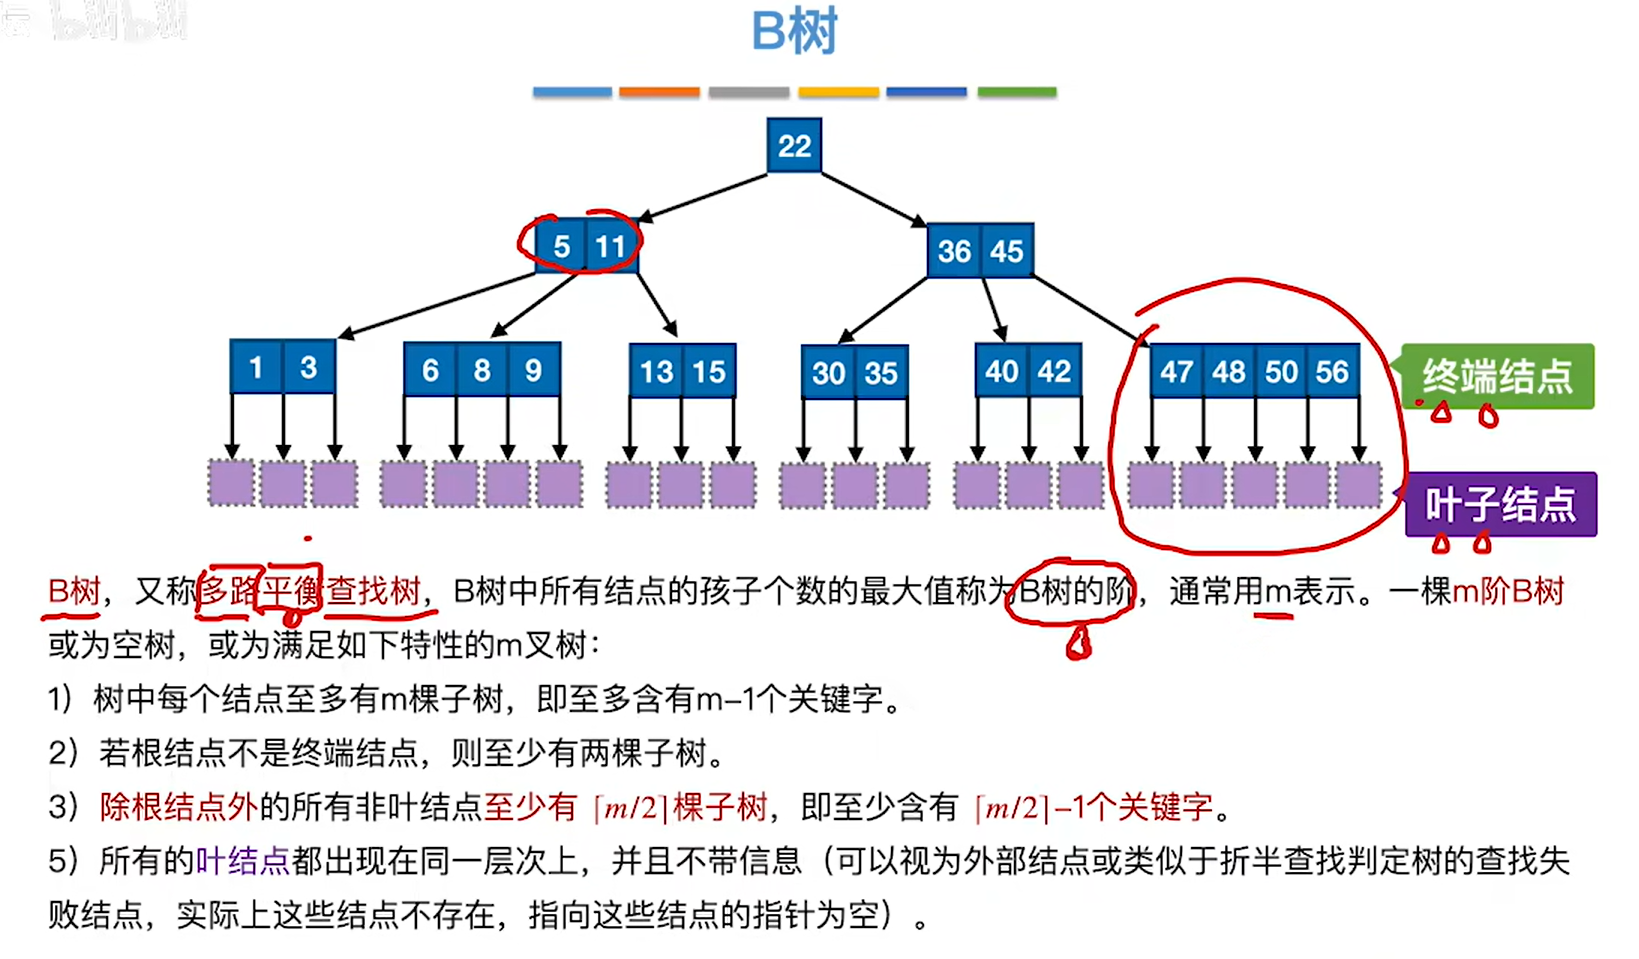 B树
22
5 11
36 45
1 3
6 8 9
13 15
30 35
40 42
47 48 50 56
终端结点
叶子结点
B树，又称多路平衡查找树，B树中所有结点的孩子个数的最大值称为B树的阶，通常用m表示。一棵m阶B树
或为空树，或为满足如下特性的m叉树：
1）树中每个结点至多有m棵子树，即至多含有m-1个关键字。
2）若根结点不是终端结点，则至少有两棵子树。
3）除根结点外的所有非叶结点至少有 ⌈m/2⌉棵子树，即至少含有 ⌈m/2⌉-1个关键字。
5）所有的叶结点都出现在同一层次上，并且不带信息（可以视为外部结点或类似于折半查找判定树的查找失
败结点，实际上这些结点不存在，指向这些结点的指针为空）。